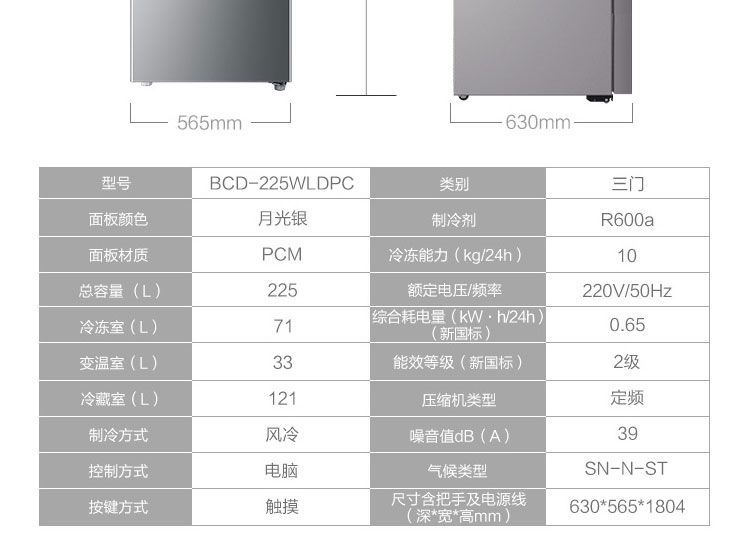 565mm 630mm
型号 BCD-225WLDPC 类别 三门
面板颜色 月光银 制冷剂 R600a
面板材质 PCM 冷冻能力（kg/24h） 10
总容量（L） 225 额定电压/频率 220V/50Hz
冷冻室（L） 71 综合耗电量（kW·h/24h）
（新国标） 0.65
变温室（L） 33 能效等级（新国标） 2级
冷藏室（L） 121 压缩机类型 定频
制冷方式 风冷 噪音值dB（A） 39
控制方式 电脑 气候类型 SN-N-ST
按键方式 触摸 尺寸含把手及电源线
（深*宽*高mm） 630*565*1804